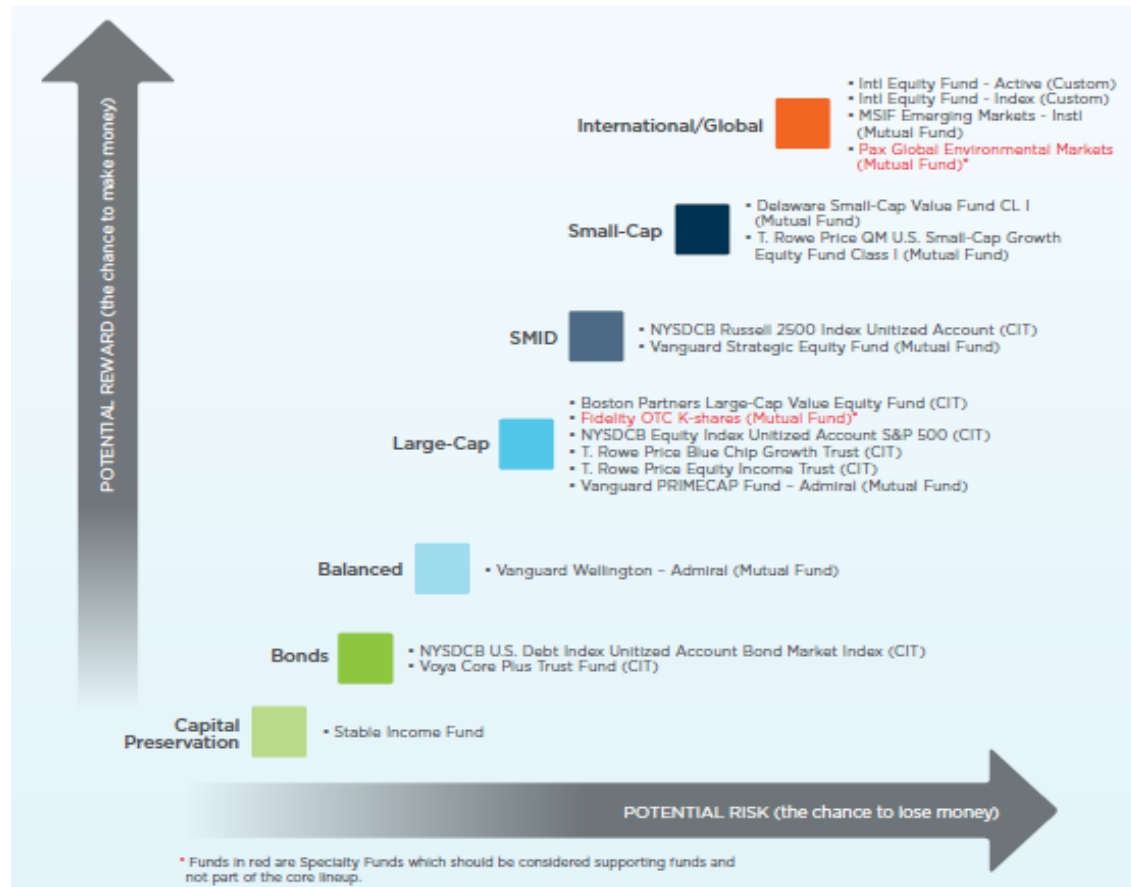 POTENTIAL REWARD (the chance to make money)
International/Global
▪ Intl Equity Fund - Active (Custom)
▪ Intl Equity Fund - Index (Custom)
▪ MSIF Emerging Markets - Instl
(Mutual Fund)
▪ Pax Global Environmental Markets
(Mutual Fund)*
Small-Cap
▪ Delaware Small-Cap Value Fund CL I
(Mutual Fund)
▪ T. Rowe Price QM U.S. Small-Cap Growth
Equity Fund Class I (Mutual Fund)
SMID
▪ NYSDCB Russell 2500 Index Unitized Account (CIT)
▪ Vanguard Strategic Equity Fund (Mutual Fund)
Large-Cap
▪ Boston Partners Large-Cap Value Equity Fund (CIT)
▪ Fidelity OTC K-shares (Mutual Fund)*
▪ NYSDCB Equity Index Unitized Account S&P 500 (CIT)
▪ T. Rowe Price Blue Chip Growth Trust (CIT)
▪ T. Rowe Price Equity Income Trust (CIT)
▪ Vanguard PRIMECAP Fund – Admiral (Mutual Fund)
Balanced
▪ Vanguard Wellington – Admiral (Mutual Fund)
Bonds
▪ NYSDCB U.S. Debt Index Unitized Account Bond Market Index (CIT)
▪ Voya Core Plus Trust Fund (CIT)
Capital
Preservation
▪ Stable Income Fund
POTENTIAL RISK (the chance to lose money)
* Funds in red are Specialty Funds which should be considered supporting funds and
not part of the core lineup.